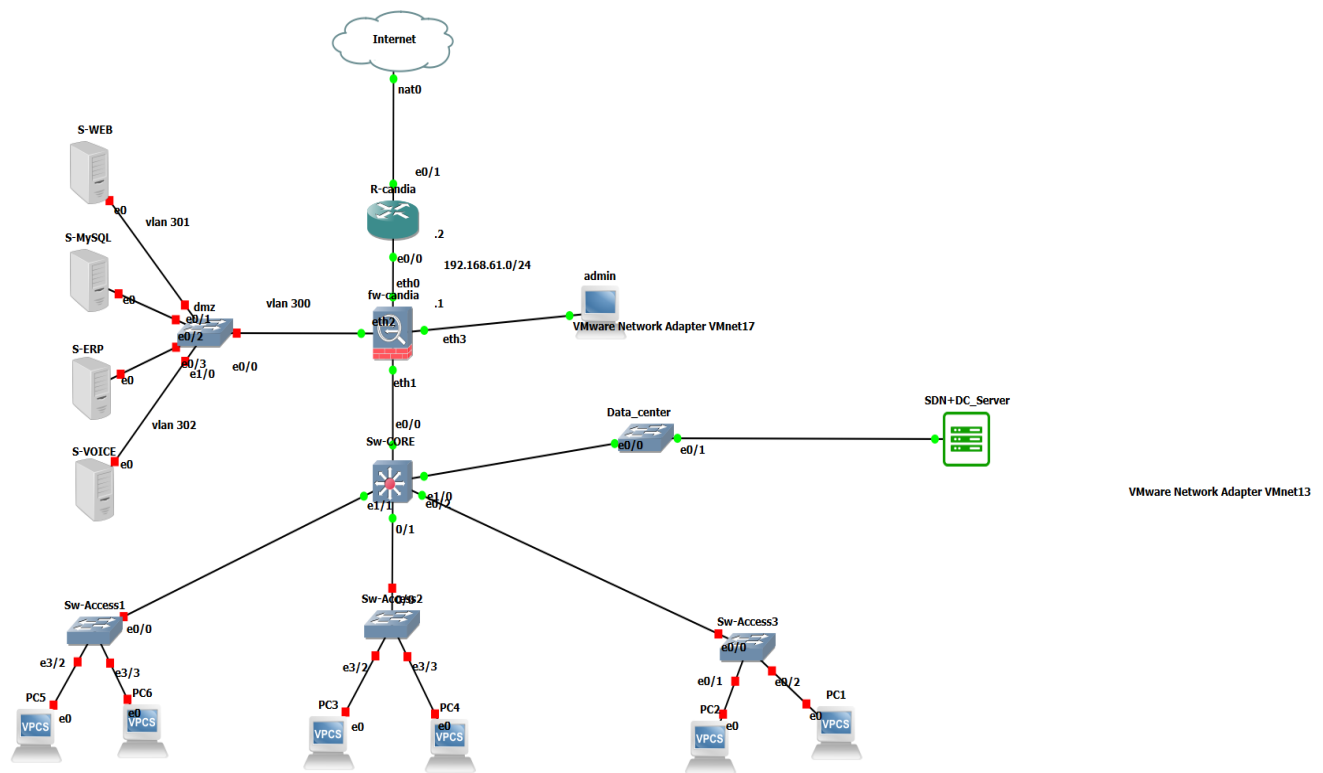 Internet
nat0
S-WEB
e0/1
R-candia
e0
vlan 301
S-MySQL
.2
e0/0
192.168.61.0/24
admin
eth0
fw-candia
e0
dmz
vlan 300
.1
e0/1
eth2
VMware Network Adapter VMnet17
e0/2
eth3
S-ERP
e0/3
e0/0
e1/0
e0
eth1
SDN+DC_Server
Data_center
vlan 302
e0/0
Sw-CORE
e0/0
e0/1
S-VOICE
e0
e1/0
e0/2
e1/1
VMware Network Adapter VMnet13
0/1
Sw-Access1
Sw-Access2
0/0
Sw-Access3
e0/0
e0/0
e3/2
e3/3
e3/2
e3/3
e0/1
e0/2
PC5
PC6
PC3
PC4
PC2
PC1
e0
e0
e0
e0
e0
e0
VPCS
VPCS
VPCS
VPCS
VPCS
VPCS